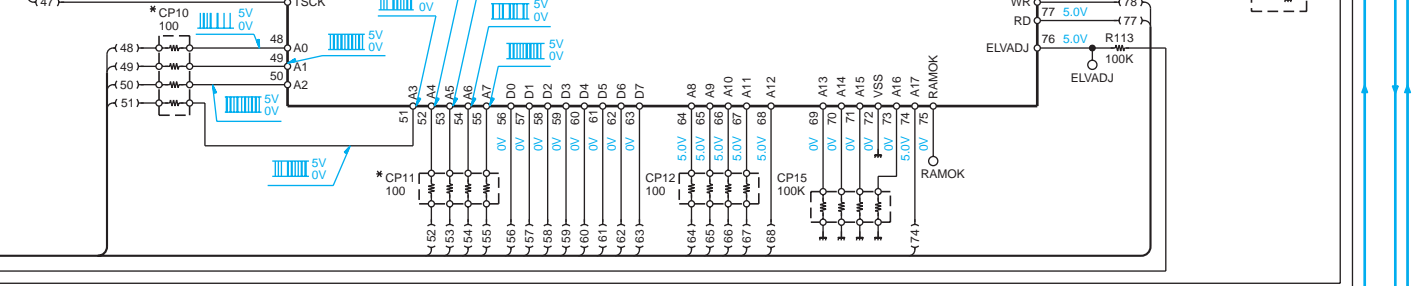 (47)
TSCK
WR
(78)
* CP10
100
5V
0V
0V
5V
0V
77 5.0V
RD
(77)
48
A0
5V
0V
5V
0V
76 5.0V
R113
100K
ELVADJ
ELVADJ
(48)
(49)
(50)
(51)
49
A1
50
A2
5V
0V
A3
A4
A5
A6
A7
D0
D1
D2
D3
D4
D5
D6
D7
A8
A9
A10
A11
A12
A13
A14
A15
VSS
A16
A17
RAMOK
51
52
53
54
55
56
57
58
59
60
61
62
63
64
65
66
67
68
69
70
71
72
73
74
75
0V
0V
0V
0V
0V
0V
0V
0V
5.0V
5.0V
5.0V
5.0V
5.0V
0V
0V
0V
0V
5.0V
0V
5V
0V
RAMOK
* CP11
100
CP12
100
CP15
100K
(52)
(53)
(54)
(55)
(56)
(57)
(58)
(59)
(60)
(61)
(62)
(63)
(64)
(65)
(66)
(67)
(68)
(74)